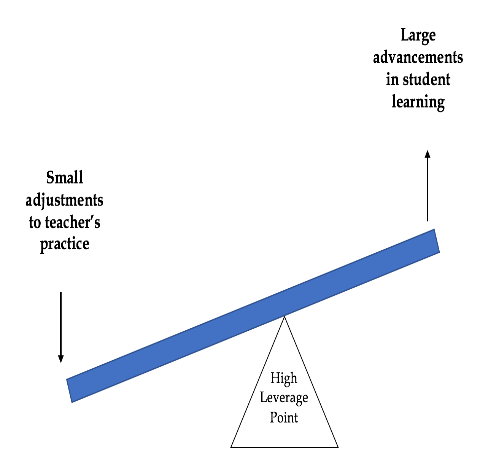 Large
advancements
in student
learning
Small
adjustments
to teacher's
practice
High
Leverage
Point